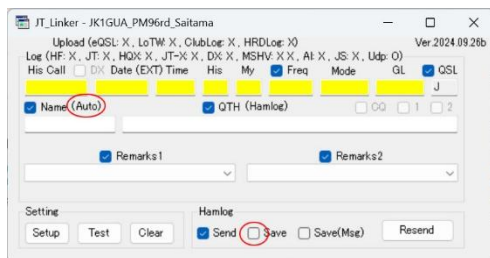 JT_Linker - JK1GUA_PM96rd_Saitama
Upload (eQSL: X , LoTW: X , ClubLog: X , HRDLog: X) Ver.2024.09.26b
Log (HF: X , JT: X , HQX: X , JT-X: X , DX: X , MSHV: X X , Al: X , JS: X , Udp: O)
His Call DX Date (EXT) Time His My Freq Mode GL QSL
J
Name (Auto) QTH (Hamlog) CQ 1 2
Remarks1 Remarks2
Setting Hamlog
Setup Test Clear Send Save Save(Msg) Resend